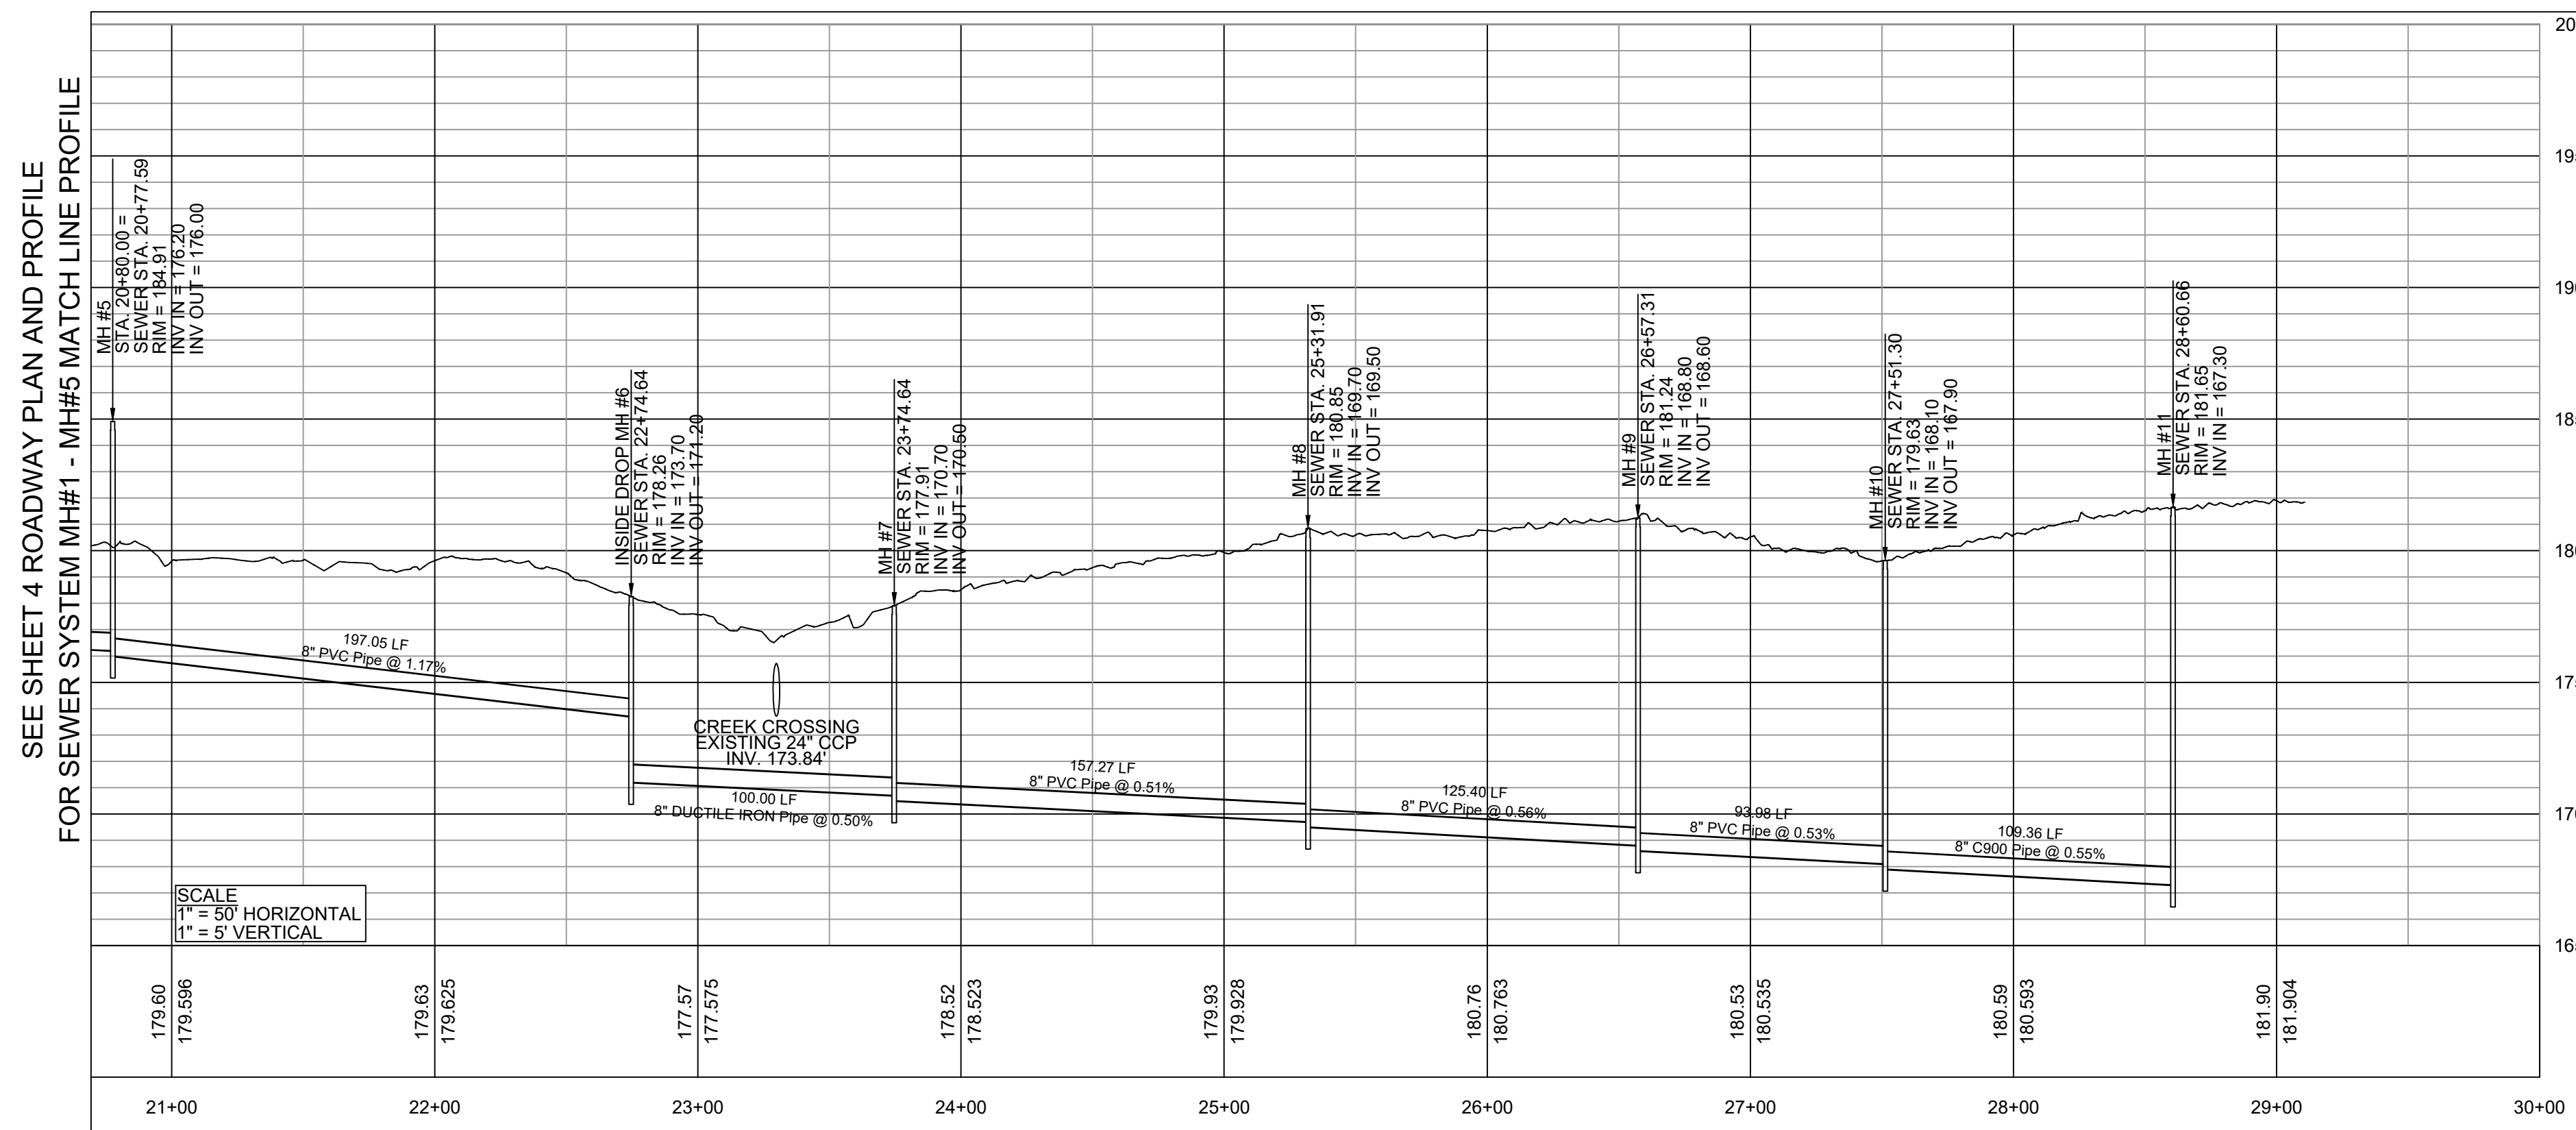 SEE SHEET 4 ROADWAY PLAN AND PROFILE
FOR SEWER SYSTEM MH#1 - MH#5 MATCH LINE PROFILE
MH #5
STA. 20+80.00 =
SEWER STA. 20+77.59
RIM = 184.91
INV IN = 176.20
INV OUT = 176.00
INSIDE DROP MH #6
SEWER STA. 22+74.64
RIM = 178.26
INV IN = 173.70
INV OUT = 171.20
MH #7
SEWER STA. 23+74.64
RIM = 177.91
INV IN = 170.70
INV OUT = 170.50
MH #8
SEWER STA. 25+31.91
RIM = 180.85
INV IN = 169.70
INV OUT = 169.50
MH #9
SEWER STA. 26+57.31
RIM = 181.24
INV IN = 168.80
INV OUT = 168.60
MH #10
SEWER STA. 27+51.30
RIM = 179.63
INV IN = 168.10
INV OUT = 167.90
MH #11
SEWER STA. 28+60.66
RIM = 181.65
INV IN = 167.30
197.05 LF
8" PVC Pipe @ 1.17%
CREEK CROSSING
EXISTING 24" CCP
INV. 173.84'
100.00 LF
8" DUCTILE IRON Pipe @ 0.50%
157.27 LF
8" PVC Pipe @ 0.51%
125.40 LF
8" PVC Pipe @ 0.56%
93.98 LF
8" PVC Pipe @ 0.53%
109.36 LF
8" C900 Pipe @ 0.55%
SCALE
1" = 50' HORIZONTAL
1" = 5' VERTICAL
179.60
179.596
179.63
179.625
177.57
177.575
178.52
178.523
179.93
179.928
180.76
180.763
180.53
180.535
180.59
180.593
181.90
181.904
21+00
22+00
23+00
24+00
25+00
26+00
27+00
28+00
29+00
30+00